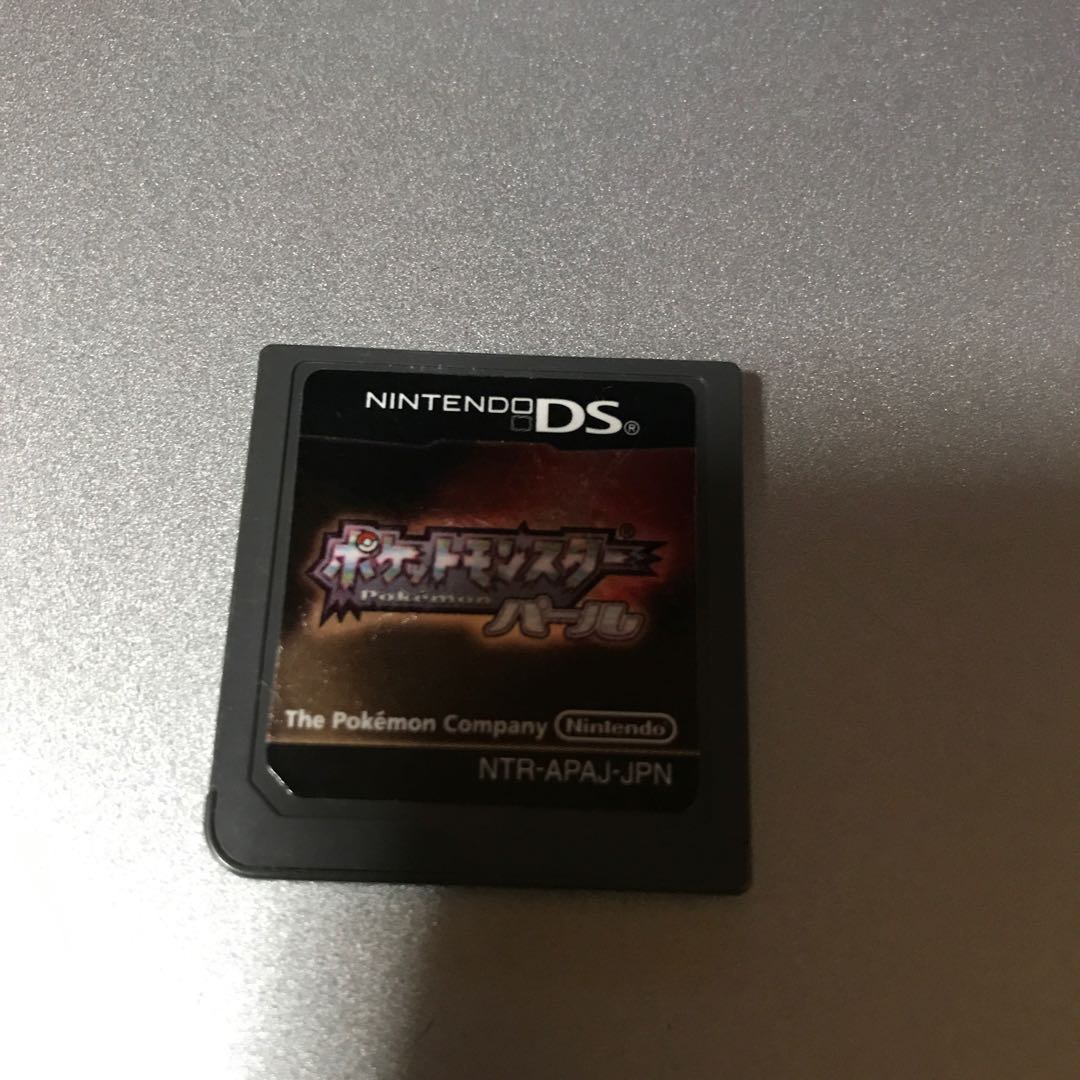 NINTENDO DS®
ポケットモンスター®
Pokémon
パール
The Pokémon Company Nintendo
NTR-APAJ-JPN